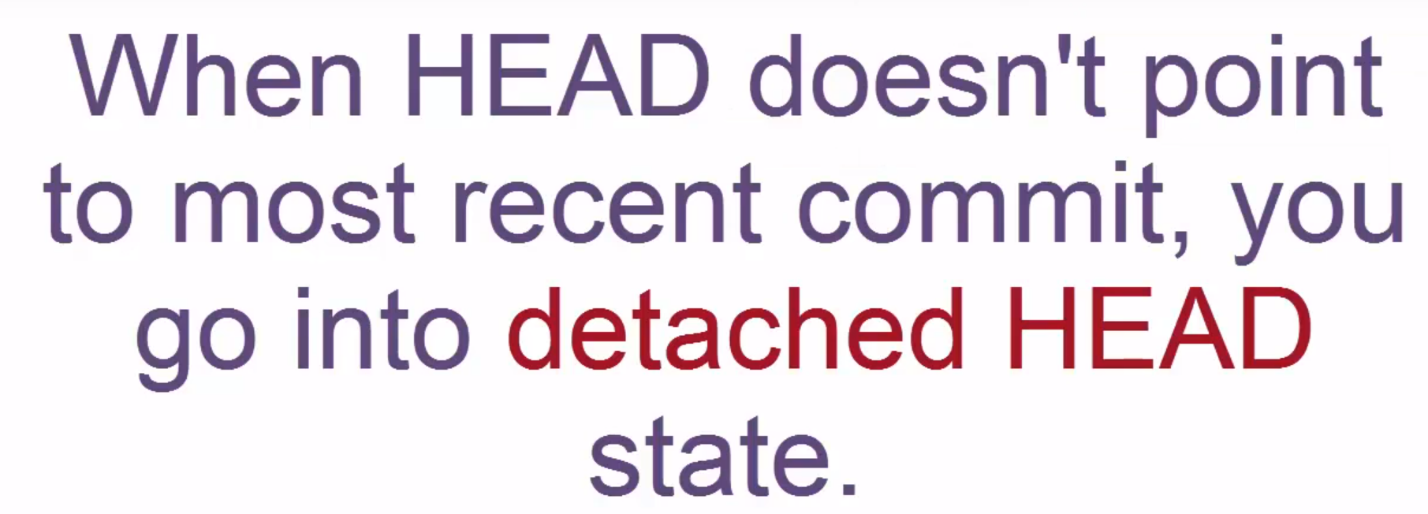 When HEAD doesn't point
to most recent commit, you
go into detached HEAD
state.